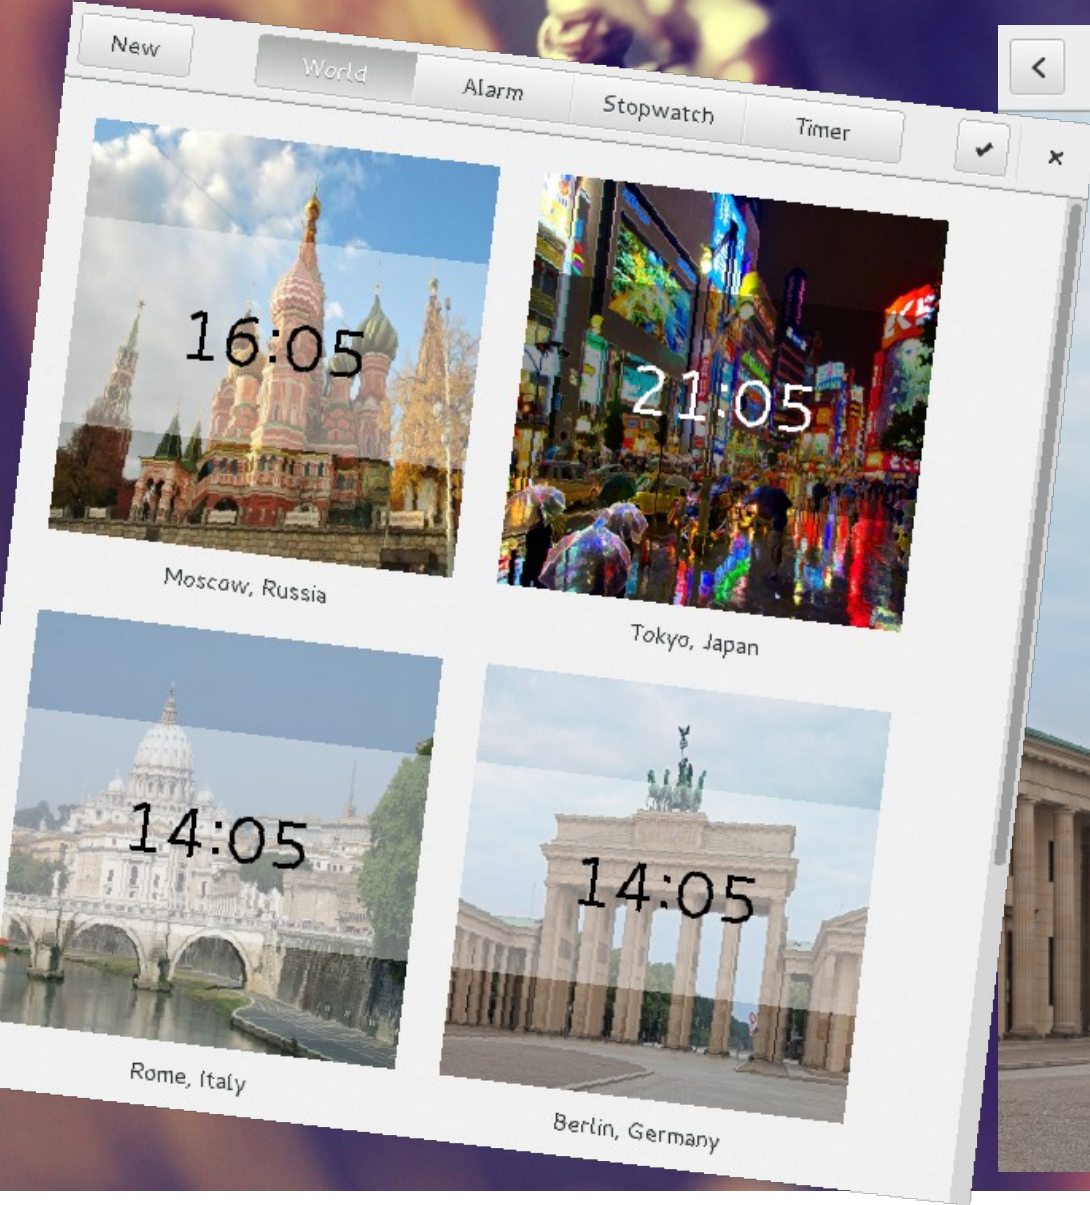 New
World
Alarm
Stopwatch
Timer
16:05
21:05
Moscow, Russia
Tokyo, Japan
14:05
14:05
Rome, Italy
Berlin, Germany